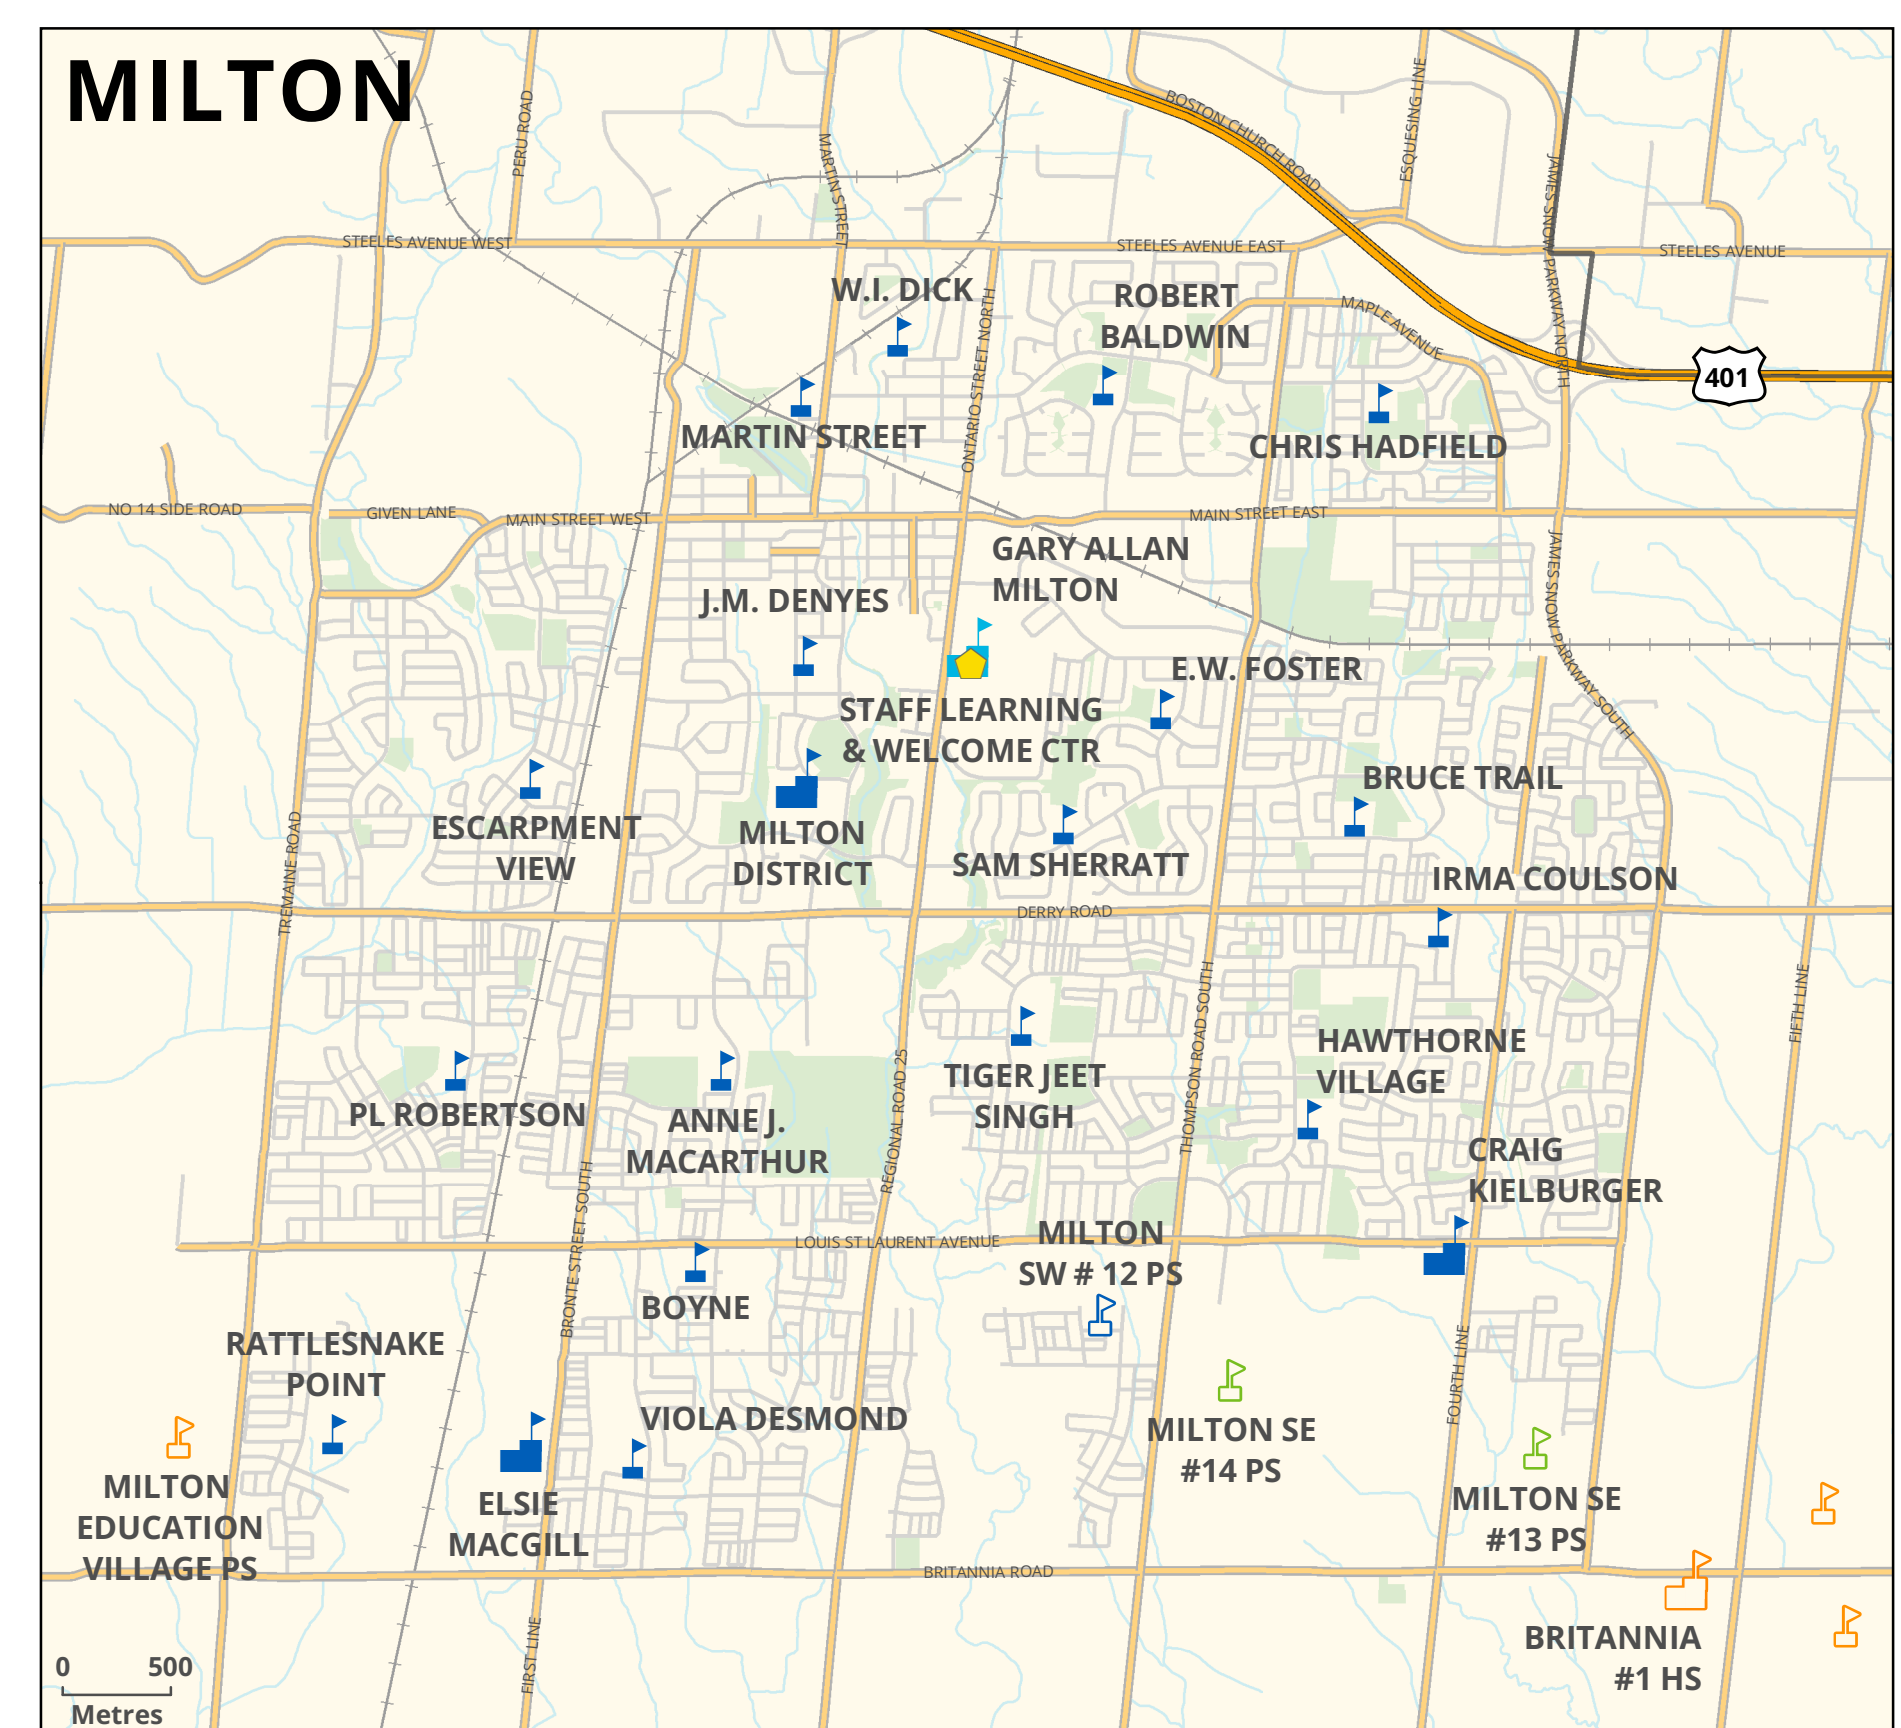 MILTON
PERU ROAD
MARTIN STREET
BOSTON CHURCH ROAD
ESQUESING LINE
JAMES SNOW PARKWAY NORTH
STEELES AVENUE WEST
STEELES AVENUE EAST
STEELES AVENUE
W.I. DICK
ROBERT
BALDWIN
MAPLE AVENUE
401
ONTARIO STREET NORTH
MARTIN STREET
CHRIS HADFIELD
NO 14 SIDE ROAD
GIVEN LANE
MAIN STREET WEST
MAIN STREET EAST
GARY ALLAN
MILTON
J.M. DENYES
JAMES SNOW PARKWAY SOUTH
E.W. FOSTER
STAFF LEARNING
& WELCOME CTR
BRUCE TRAIL
ESCARPMENT
VIEW
MILTON
DISTRICT
SAM SHERRATT
IRMA COULSON
TREMAINE ROAD
DERRY ROAD
FIFTH LINE
THOMPSON ROAD SOUTH
HAWTHORNE
VILLAGE
TIGER JEET
SINGH
REGIONAL ROAD 25
PL ROBERTSON
ANNE J.
MACARTHUR
CRAIG
KIELBURGER
BRONTE STREET SOUTH
LOUIS ST LAURENT AVENUE
MILTON
SW # 12 PS
BOYNE
RATTLESNAKE
POINT
FOURTH LINE
VIOLA DESMOND
MILTON SE
#14 PS
MILTON
EDUCATION
VILLAGE PS
ELSIE
MACGILL
MILTON SE
#13 PS
BRITANNIA ROAD
FIRST LINE
BRITANNIA
#1 HS
0 500
Metres